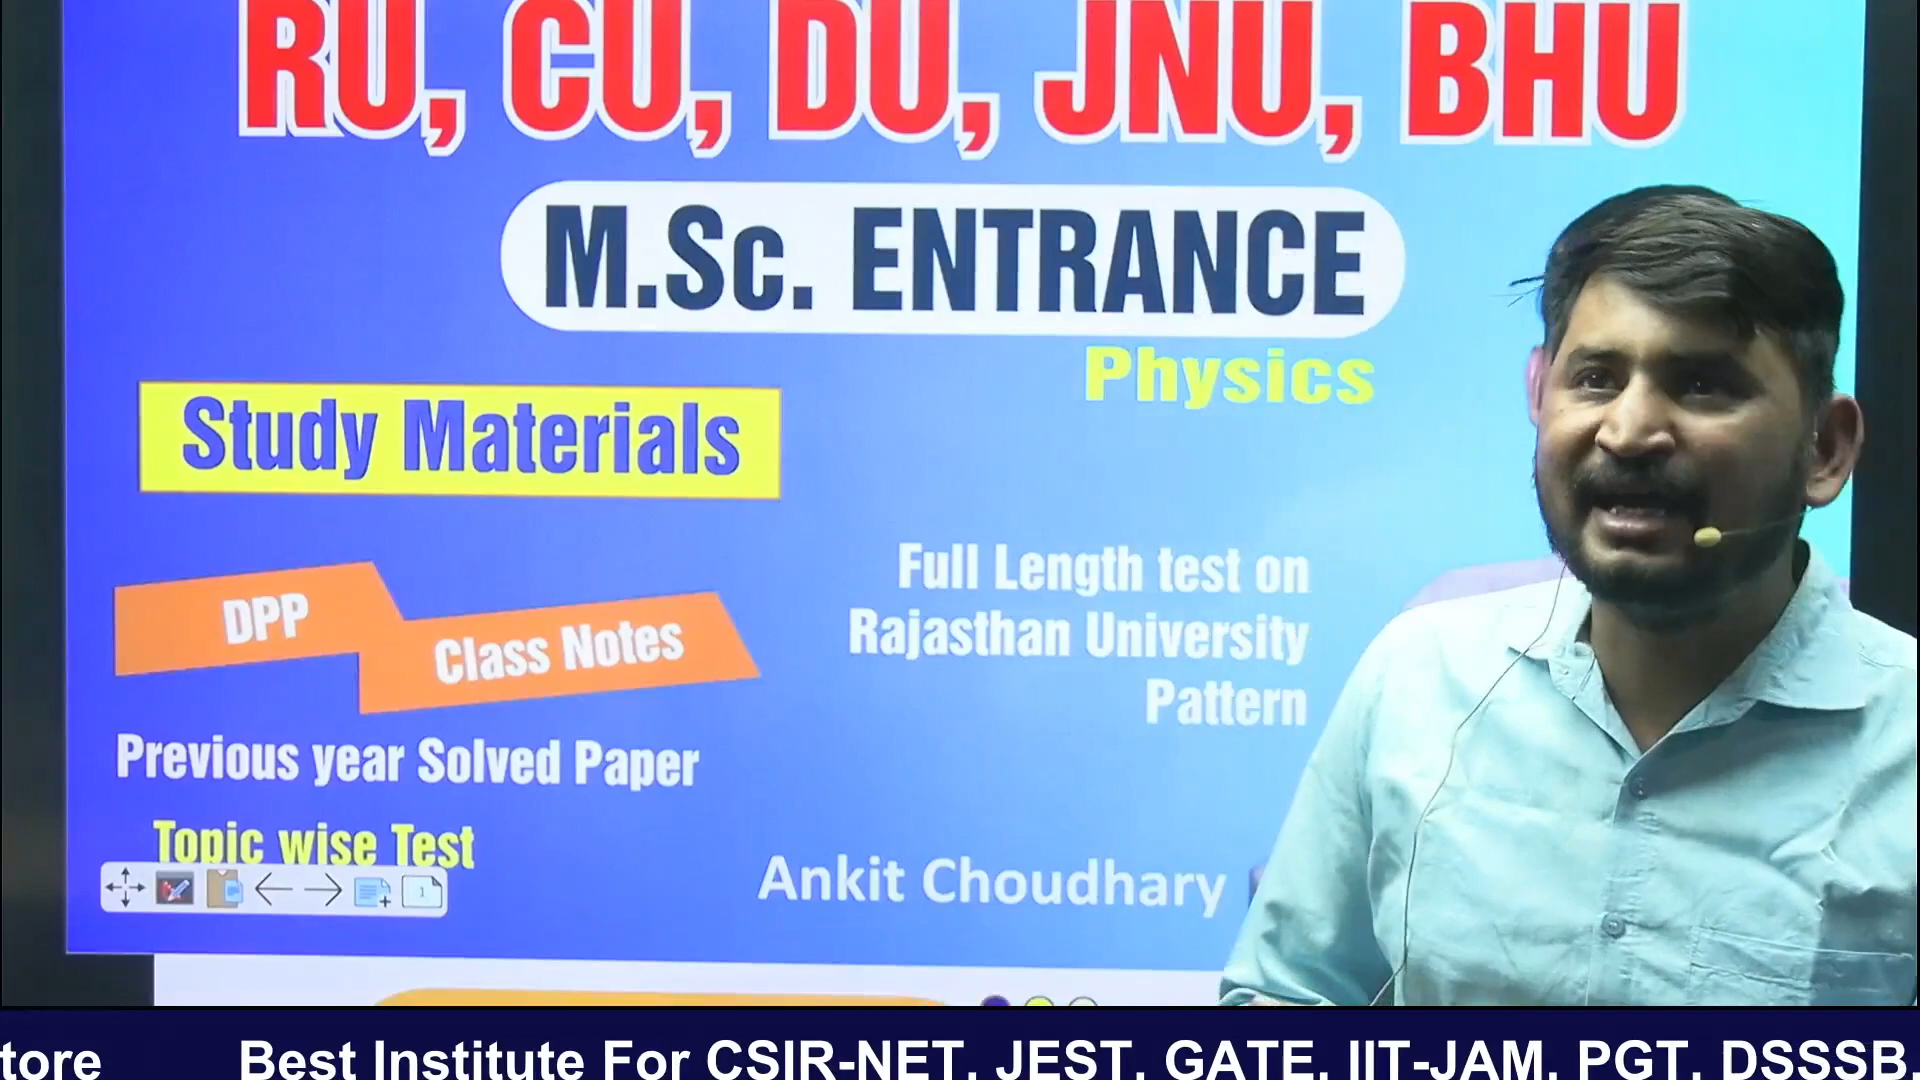 RU, CU, DU, JNU, BHU
M.Sc. ENTRANCE
Physics
Study Materials
DPP
Class Notes
Full Length test on
Rajasthan University
Pattern
Previous year Solved Paper
Topic wise Test
1
Ankit Choudhary
tore Best Institute For CSIR-NET, JEST, GATE, IIT-JAM, PGT, DSSSB,